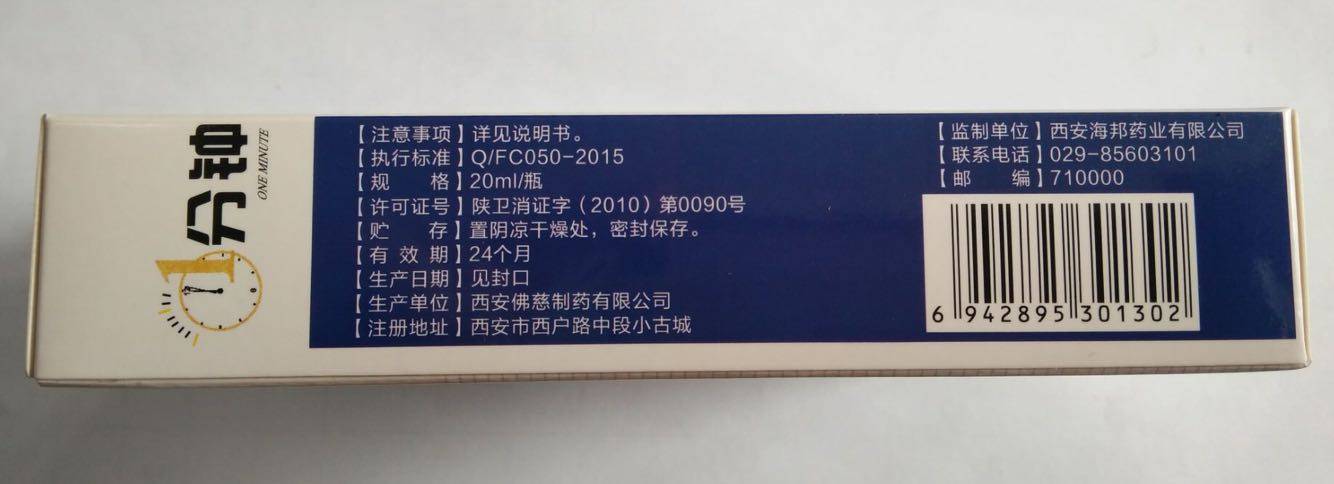 1分钟
ONE MINUTE
【注意事项】详见说明书。
【执行标准】Q/FC050-2015
【规 格】20ml/瓶
【许可证号】陕卫消证字（2010）第0090号
【贮 存】置阴凉干燥处，密封保存。
【有 效 期】24个月
【生产日期】见封口
【生产单位】西安佛慈制药有限公司
【注册地址】西安市西户路中段小古城
【监制单位】西安海邦药业有限公司
【联系电话】029-85603101
【邮 编】710000
6 942895 301302